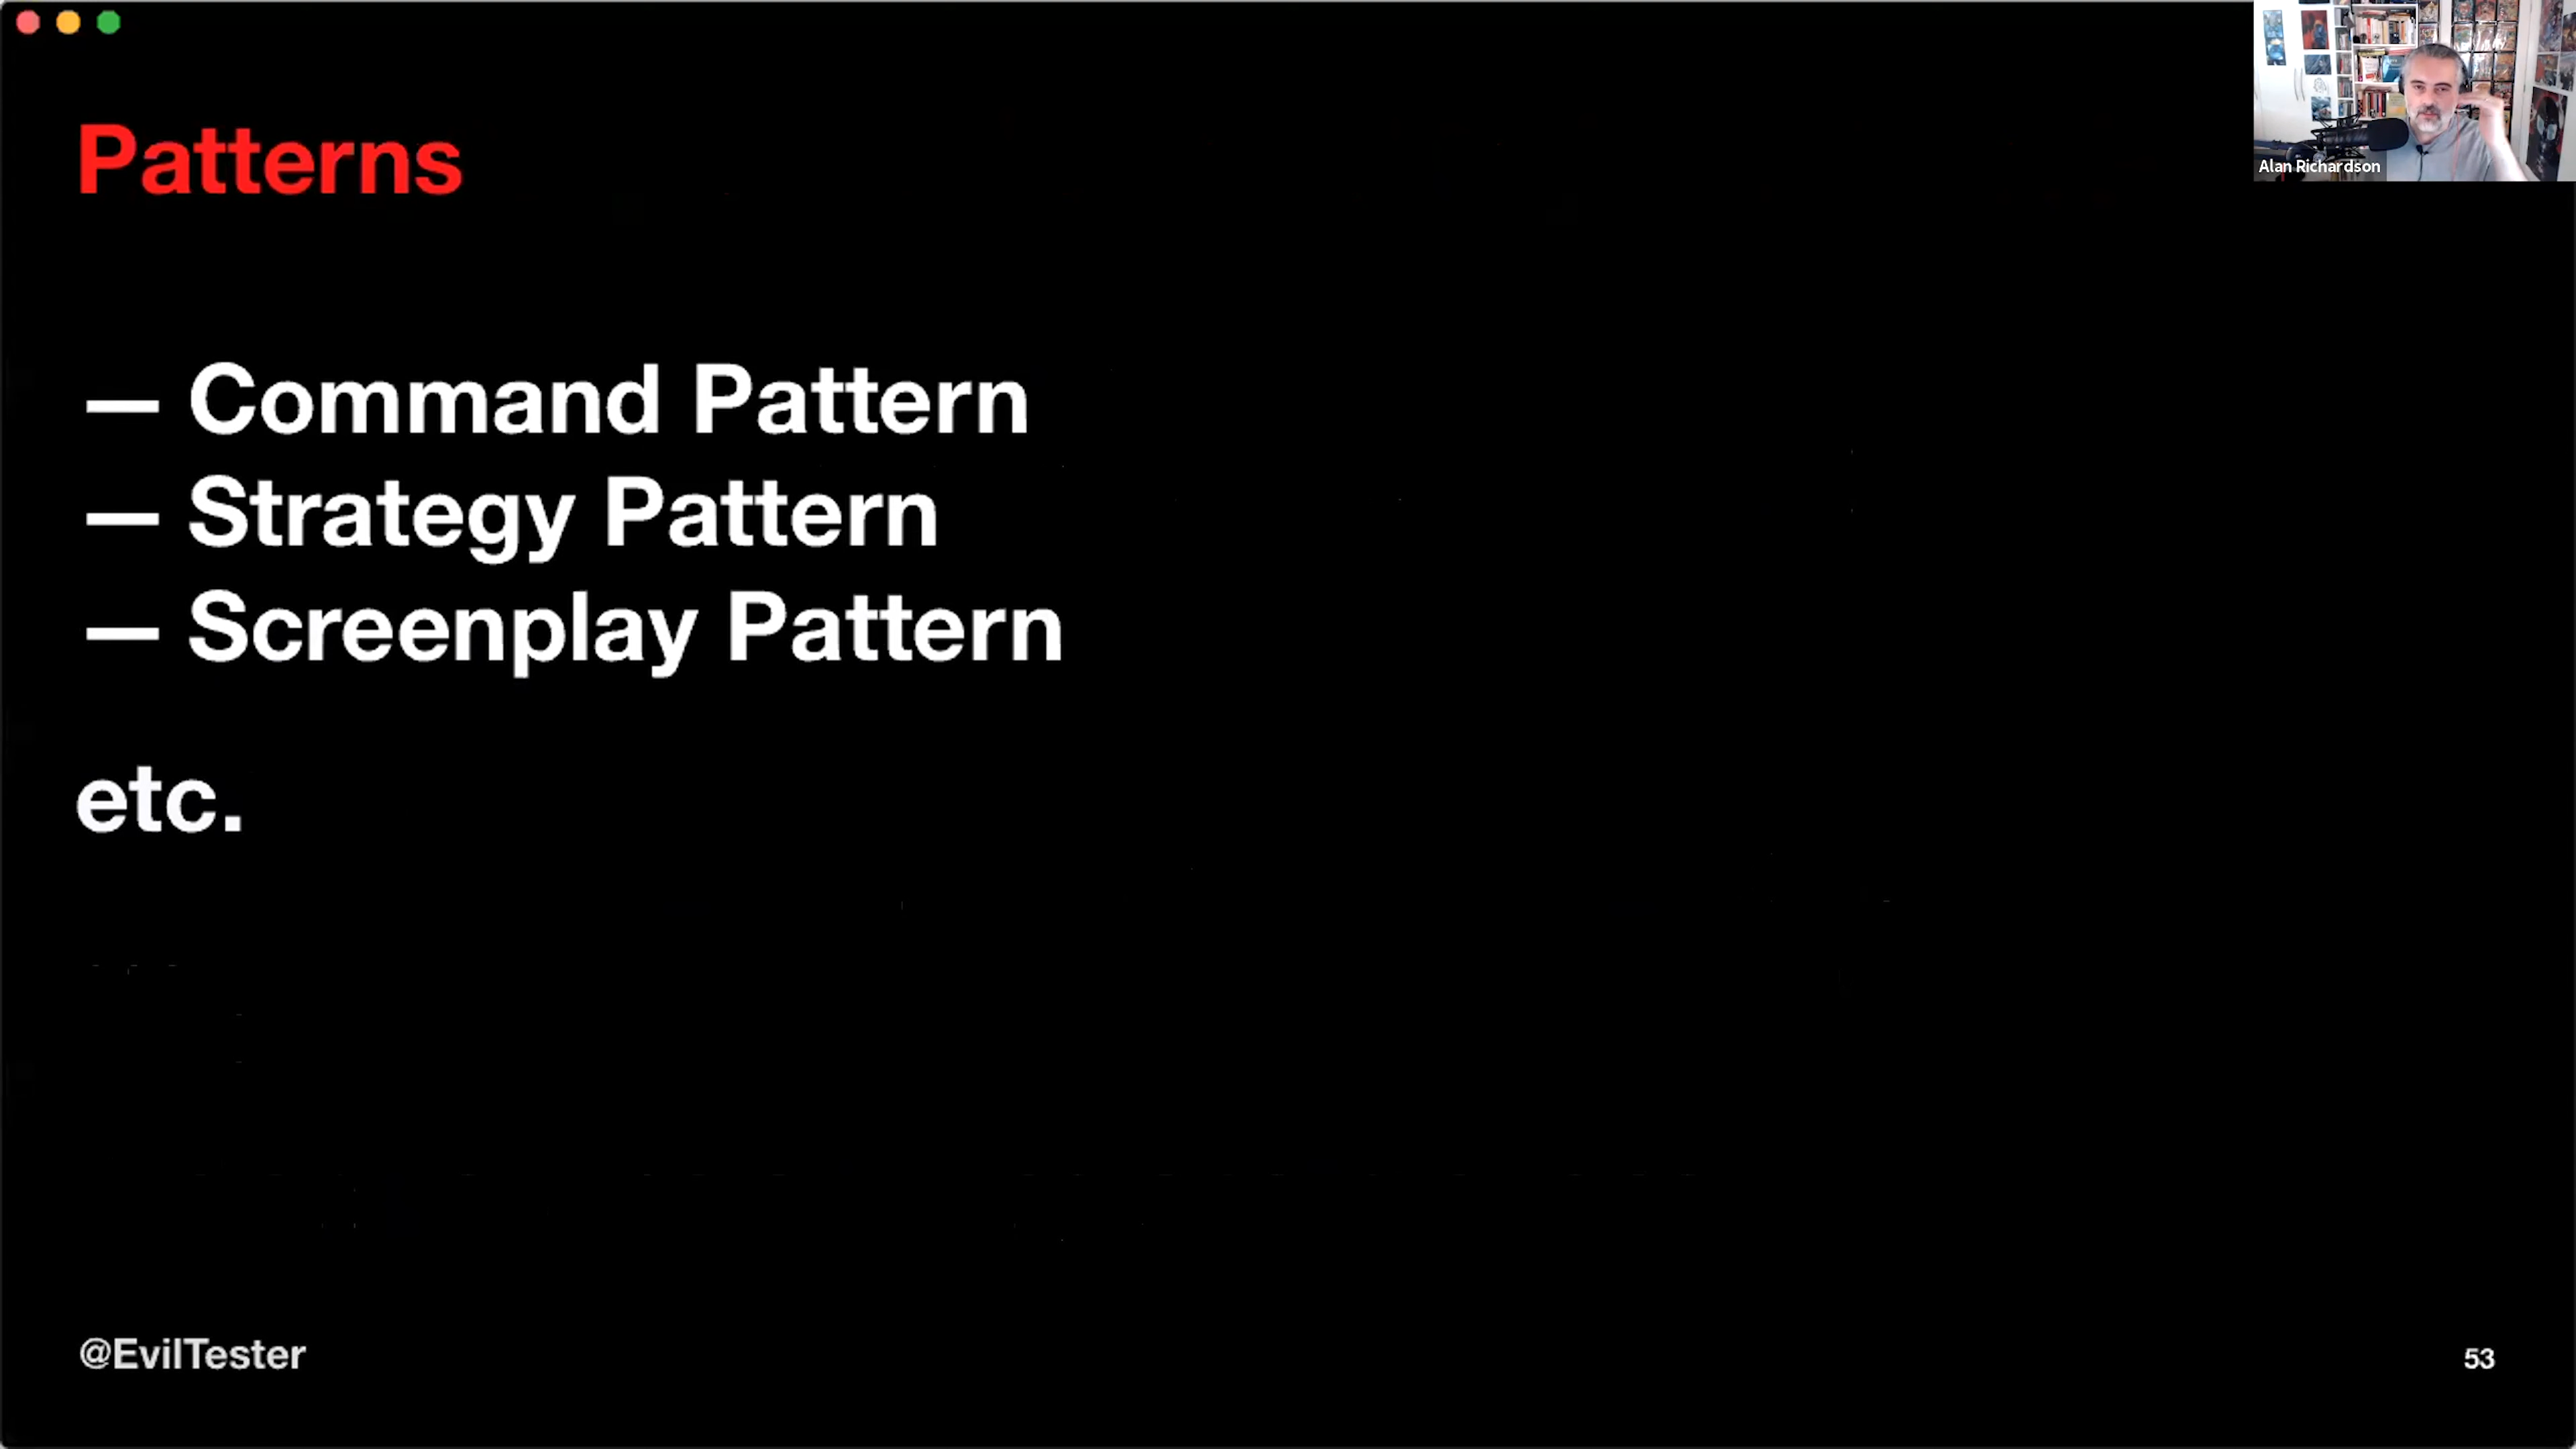 Patterns
Alan Richardson
— Command Pattern
— Strategy Pattern
— Screenplay Pattern
etc.
@EvilTester
53